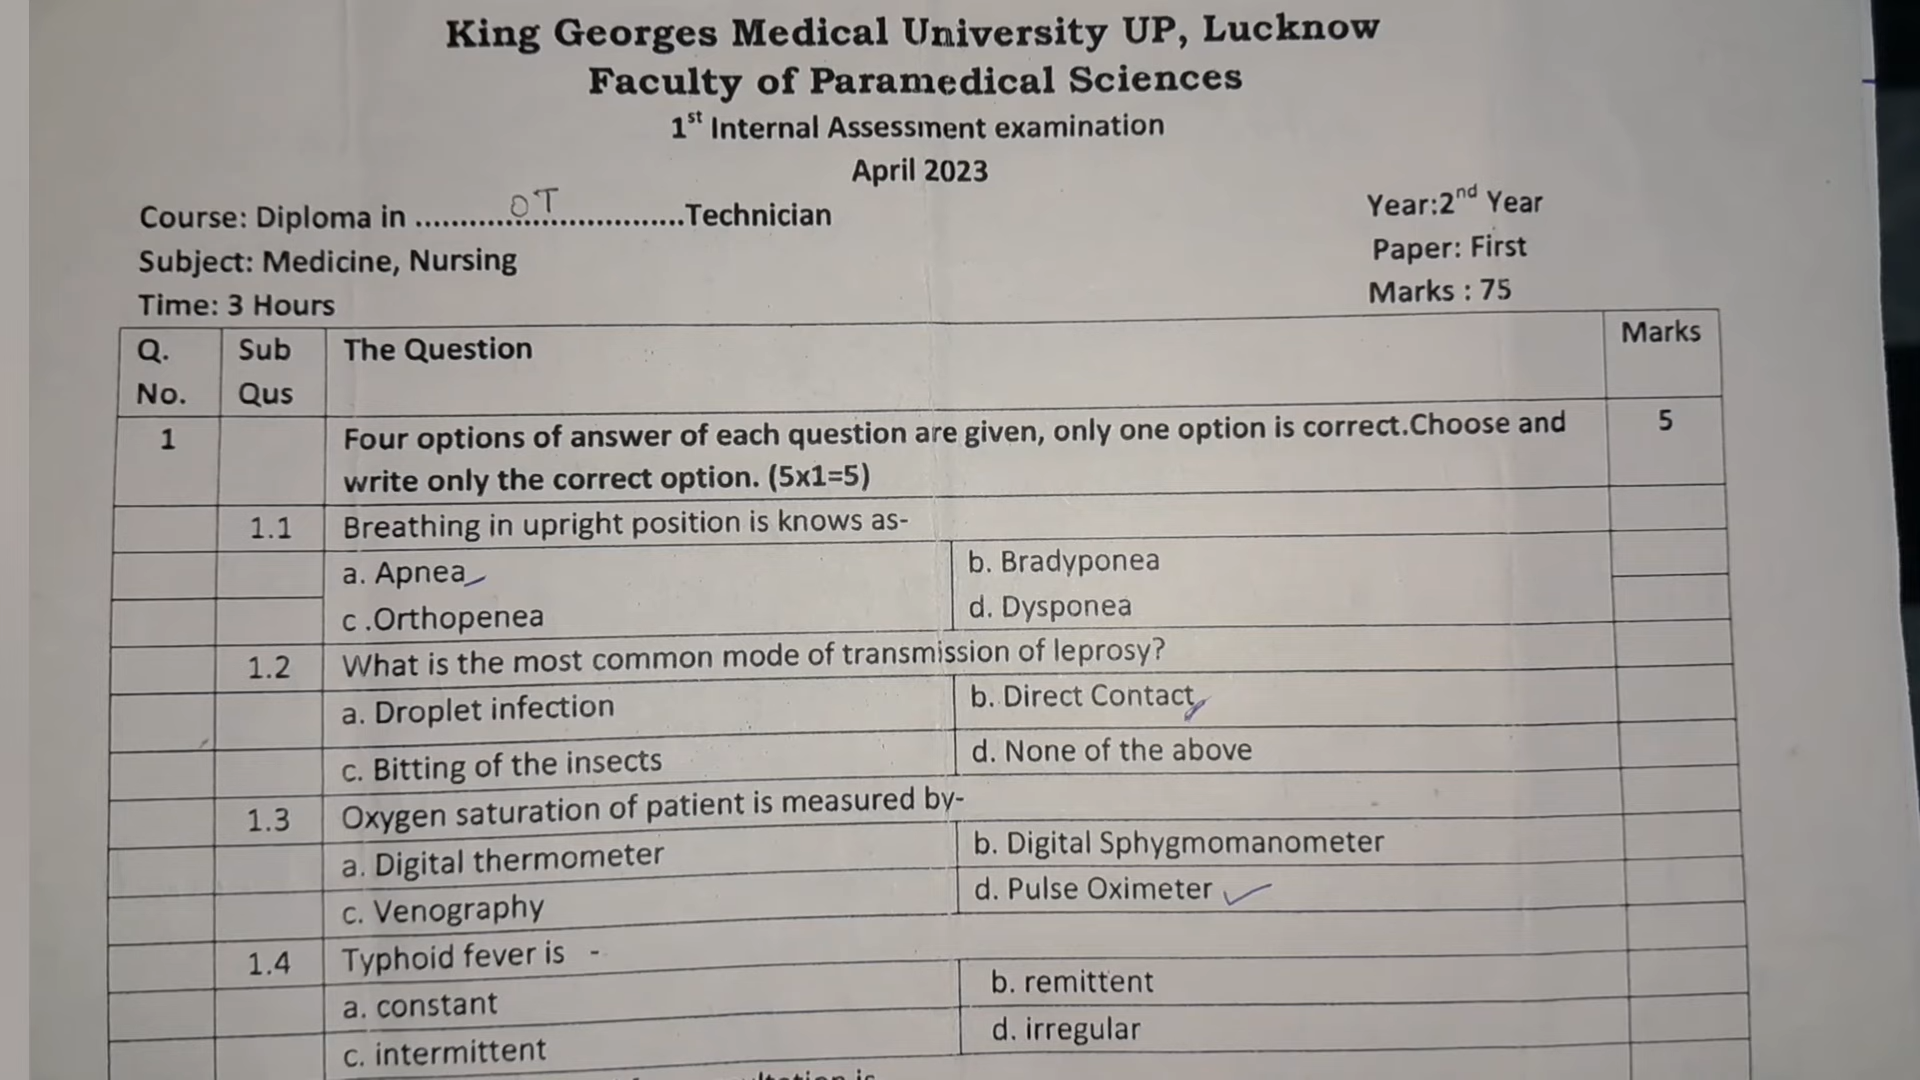 King Georges Medical University UP, Lucknow
Faculty of Paramedical Sciences
1st Internal Assessment examination
April 2023
Course: Diploma in ..........OT..........Technician
Year:2nd Year
Subject: Medicine, Nursing
Paper: First
Time: 3 Hours
Marks : 75
Q. No. Sub Qus The Question Marks
1 Four options of answer of each question are given, only one option is correct.Choose and 5
write only the correct option. (5x1=5)
1.1 Breathing in upright position is knows as-
a. Apnea b. Bradyponea
c .Orthopenea d. Dysponea
1.2 What is the most common mode of transmission of leprosy?
a. Droplet infection b. Direct Contact
c. Bitting of the insects d. None of the above
1.3 Oxygen saturation of patient is measured by-
a. Digital thermometer b. Digital Sphygmomanometer
c. Venography d. Pulse Oximeter
1.4 Typhoid fever is -
a. constant b. remittent
c. intermittent d. irregular